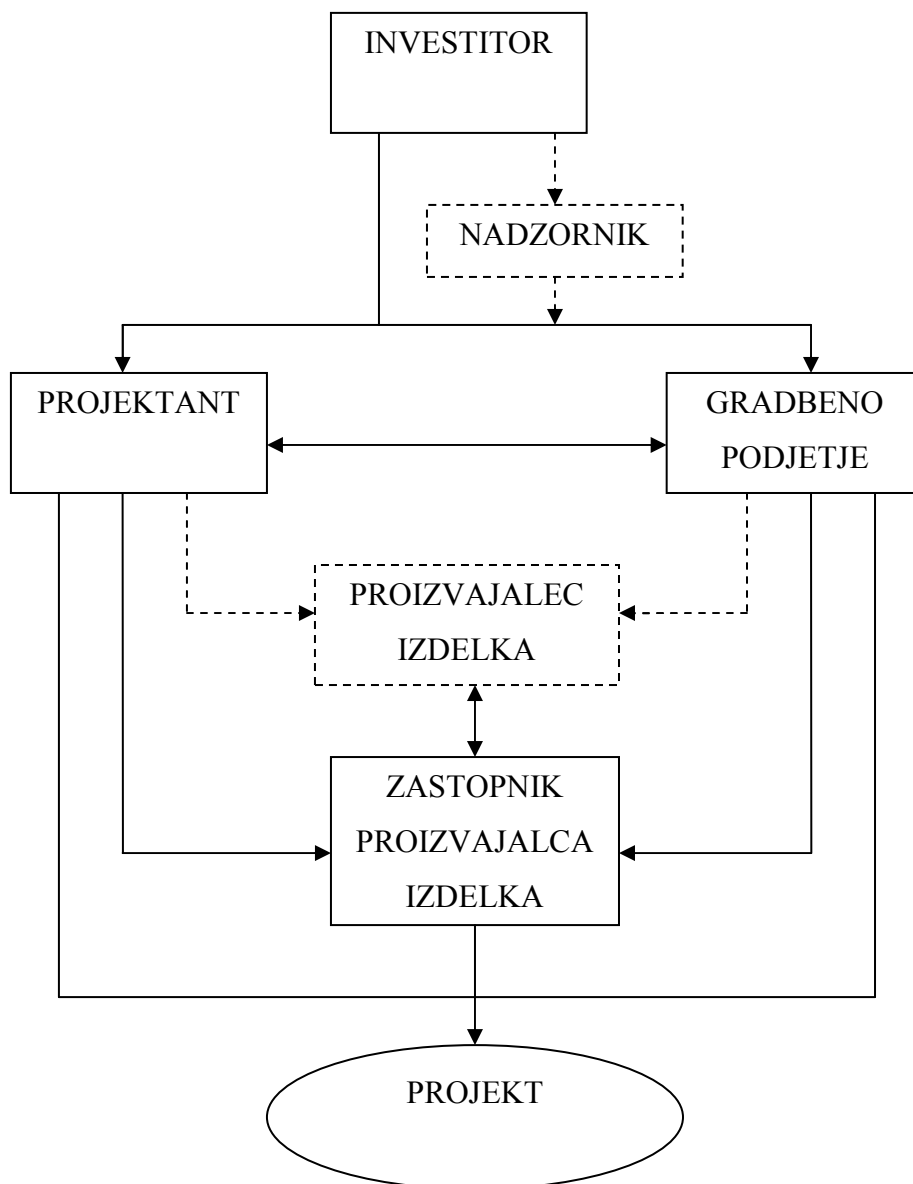 INVESTITOR
NADZORNIK
PROJEKTANT
GRADBENO
PODJETJE
PROIZVAJALEC
IZDELKA
ZASTOPNIK
PROIZVAJALCA
IZDELKA
PROJEKT